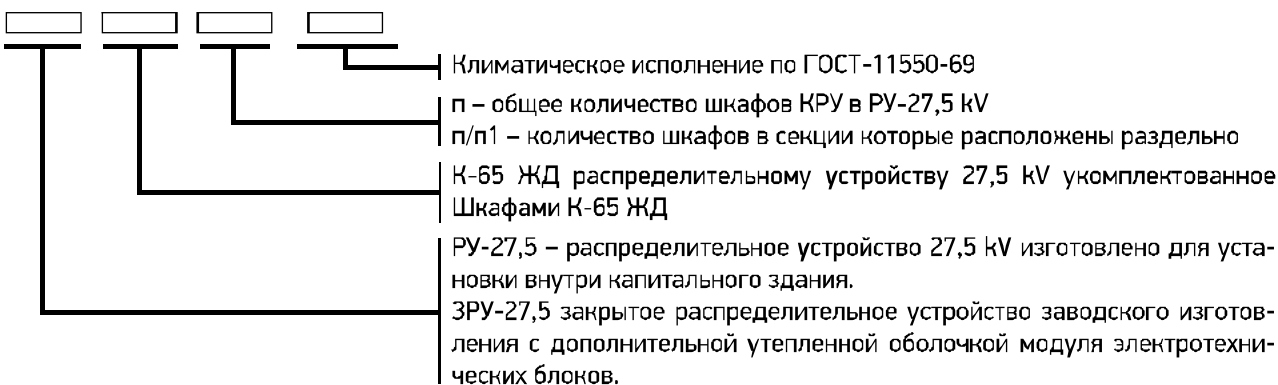 Климатическое исполнение по ГОСТ-11550-69
п – общее количество шкафов КРУ в РУ-27,5 kV
п/п1 – количество шкафов в секции которые расположены раздельно
К-65 ЖД распределительному устройству 27,5 kV укомплектованное
Шкафами К-65 ЖД
РУ-27,5 – распределительное устройство 27,5 kV изготовлено для уста-
новки внутри капитального здания.
ЗРУ-27,5 закрытое распределительное устройство заводского изготов-
ления с дополнительной утепленной оболочкой модуля электротехни-
ческих блоков.